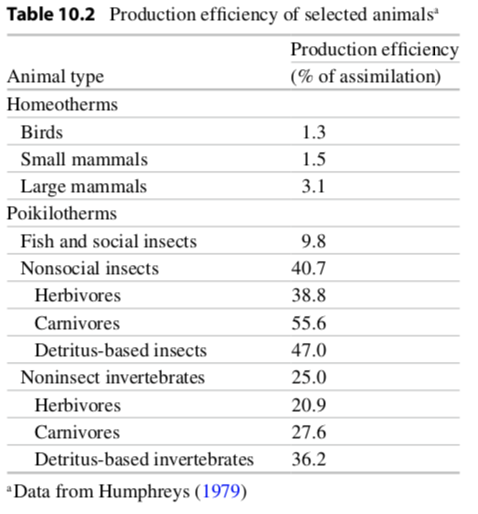 Table 10.2 Production efficiency of selected animalsᵃ
Production efficiency
Animal type (% of assimilation)
Homeotherms
Birds 1.3
Small mammals 1.5
Large mammals 3.1
Poikilotherms
Fish and social insects 9.8
Nonsocial insects 40.7
Herbivores 38.8
Carnivores 55.6
Detritus-based insects 47.0
Noninsect invertebrates 25.0
Herbivores 20.9
Carnivores 27.6
Detritus-based invertebrates 36.2
ᵃData from Humphreys (1979)